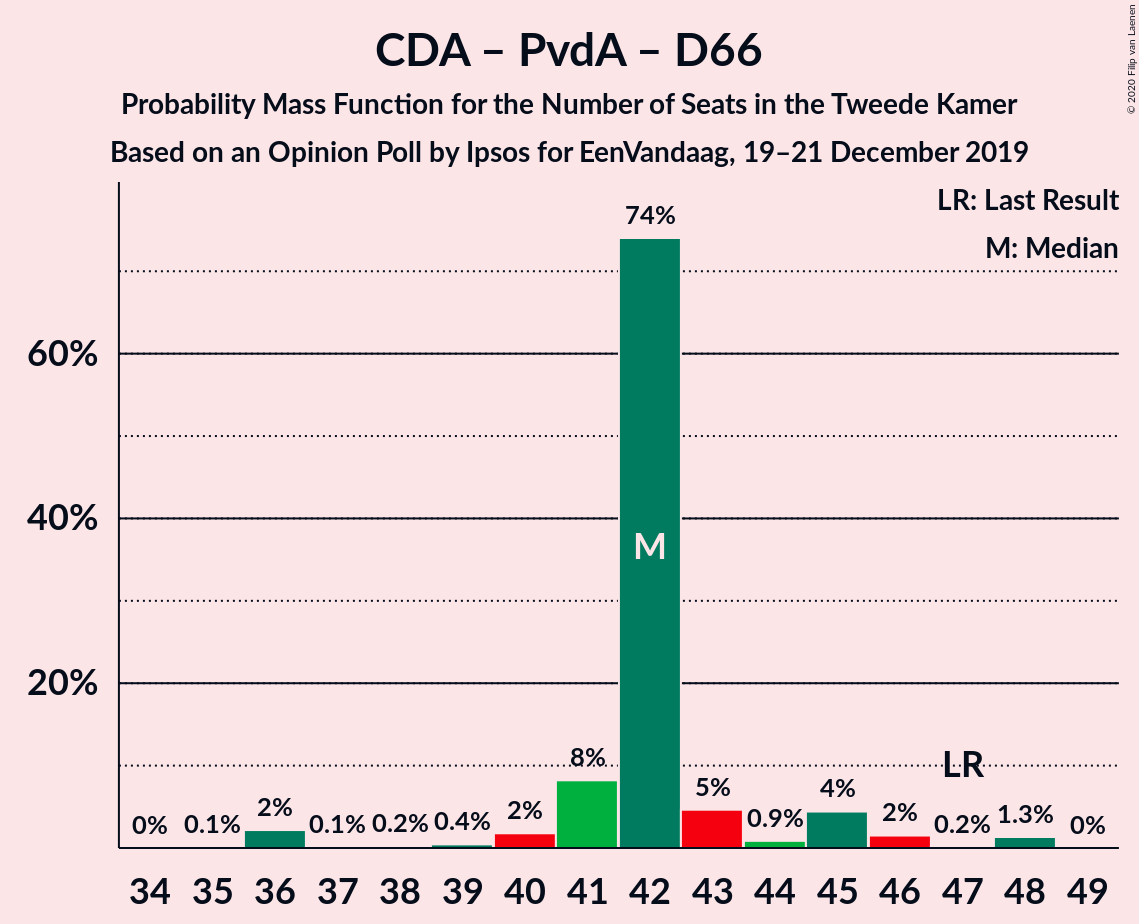 CDA – PvdA – D66
Probability Mass Function for the Number of Seats in the Tweede Kamer
Based on an Opinion Poll by Ipsos for EenVandaag, 19–21 December 2019
© 2020 Filip van Laenen
LR: Last Result
M: Median
74%
60%
M
40%
20%
LR
0%
0.1%
2%
0.1%
0.2%
0.4%
2%
8%
5%
0.9%
4%
2%
0.2%
1.3%
0%
34 35 36 37 38 39 40 41 42 43 44 45 46 47 48 49